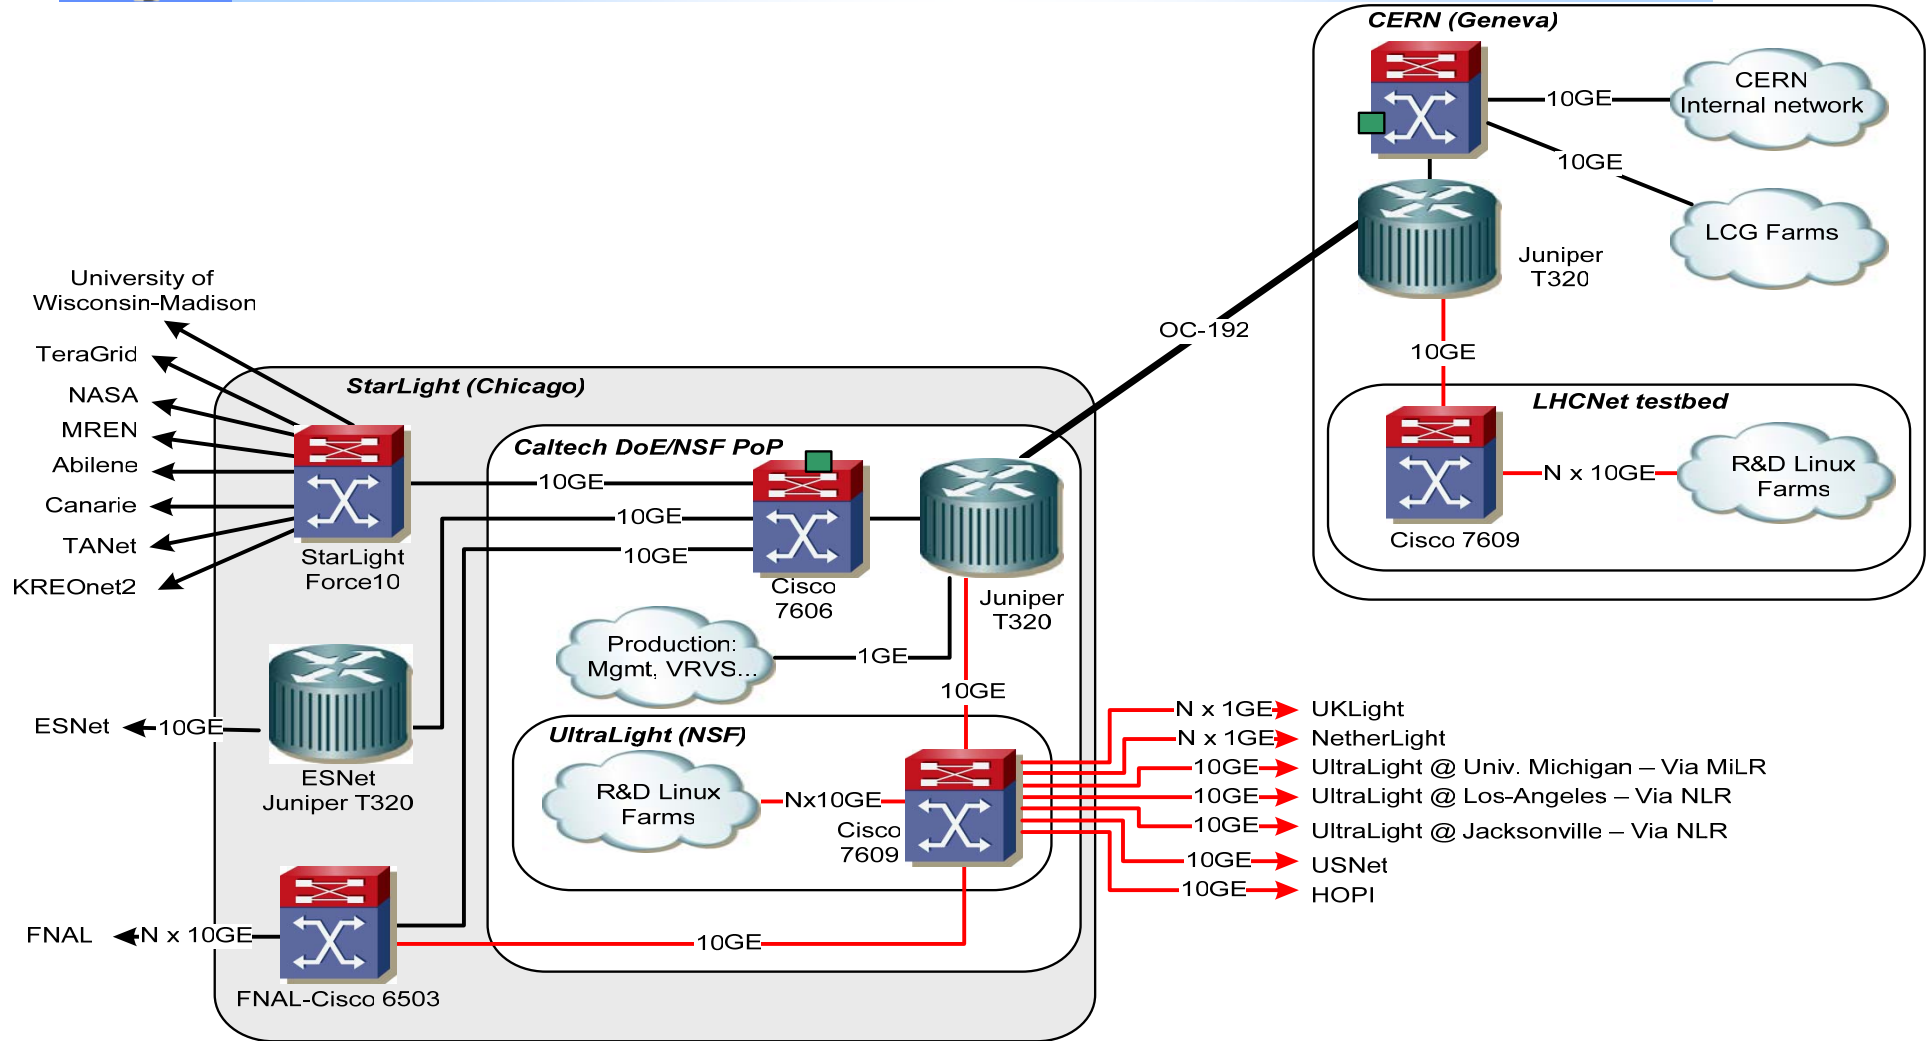 CERN (Geneva)
CERN
Internal network
10GE
10GE
LCG Farms
Juniper
T320
OC-192
10GE
LHCNet testbed
R&D Linux
Farms
N x 10GE
Cisco 7609
University of
Wisconsin-Madison
TeraGrid
NASA
MREN
Abilene
Canarie
TANet
KREOnet2
StarLight (Chicago)
StarLight
Force10
Caltech DoE/NSF PoP
10GE
10GE
10GE
Cisco
7606
Juniper
T320
Production:
Mgmt, VRVS...
1GE
10GE
ESNet
10GE
ESNet
Juniper T320
UltraLight (NSF)
R&D Linux
Farms
Nx10GE
Cisco
7609
N x 1GE
UKLight
N x 1GE
NetherLight
10GE
UltraLight @ Univ. Michigan – Via MiLR
10GE
UltraLight @ Los-Angeles – Via NLR
10GE
UltraLight @ Jacksonville – Via NLR
10GE
USNet
10GE
HOPI
FNAL
N x 10GE
10GE
FNAL-Cisco 6503